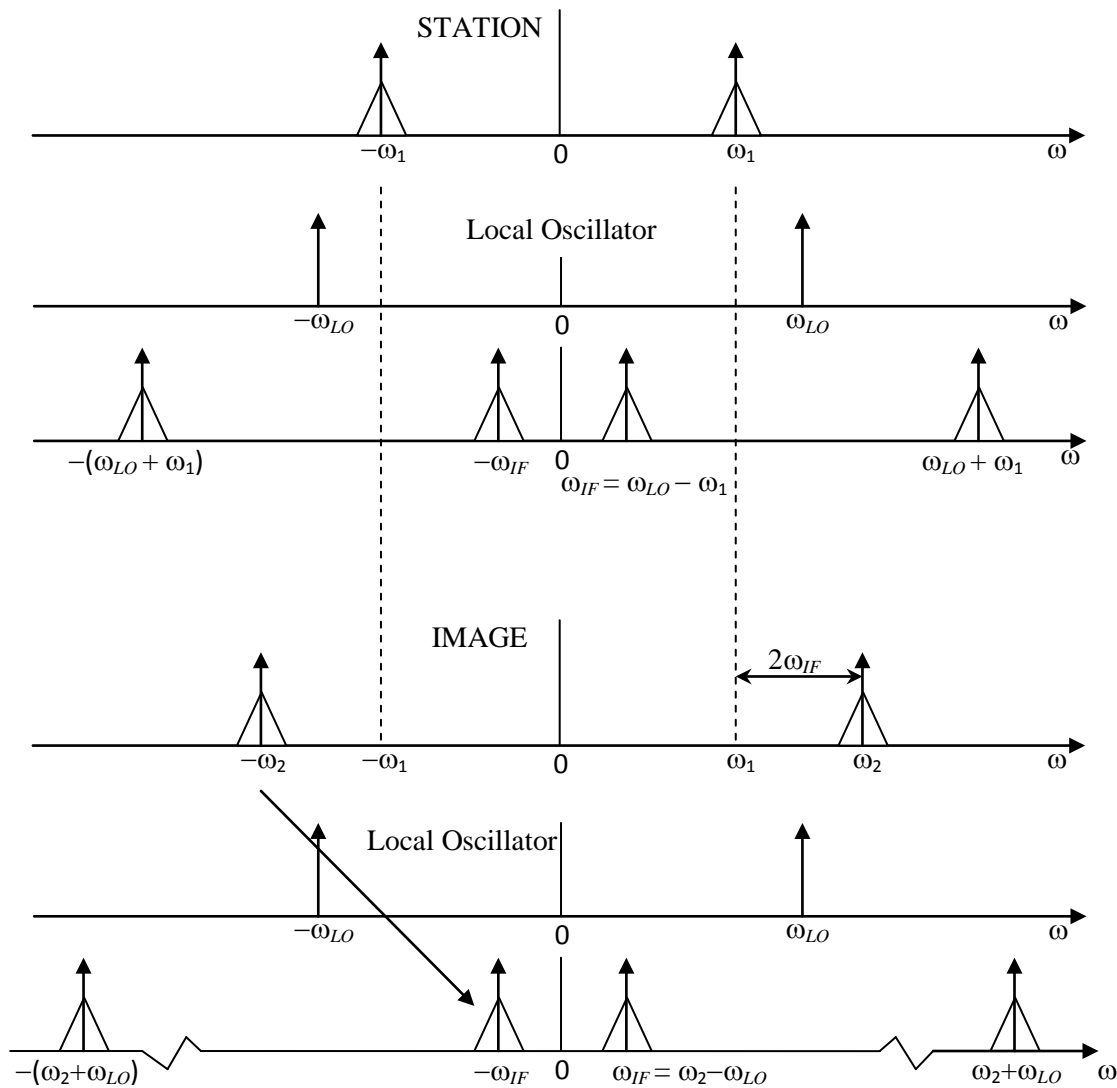 STATION
−ω₁ 0 ω₁ ω
Local Oscillator
−ω_LO 0 ω_LO ω
−(ω_LO + ω₁) −ω_IF 0 ω_LO + ω₁ ω
ω_IF = ω_LO − ω₁
IMAGE
2ω_IF
−ω₂ −ω₁ 0 ω₁ ω₂ ω
Local Oscillator
−ω_LO 0 ω_LO ω
−(ω₂+ω_LO) −ω_IF 0 ω_IF = ω₂−ω_LO ω₂+ω_LO ω